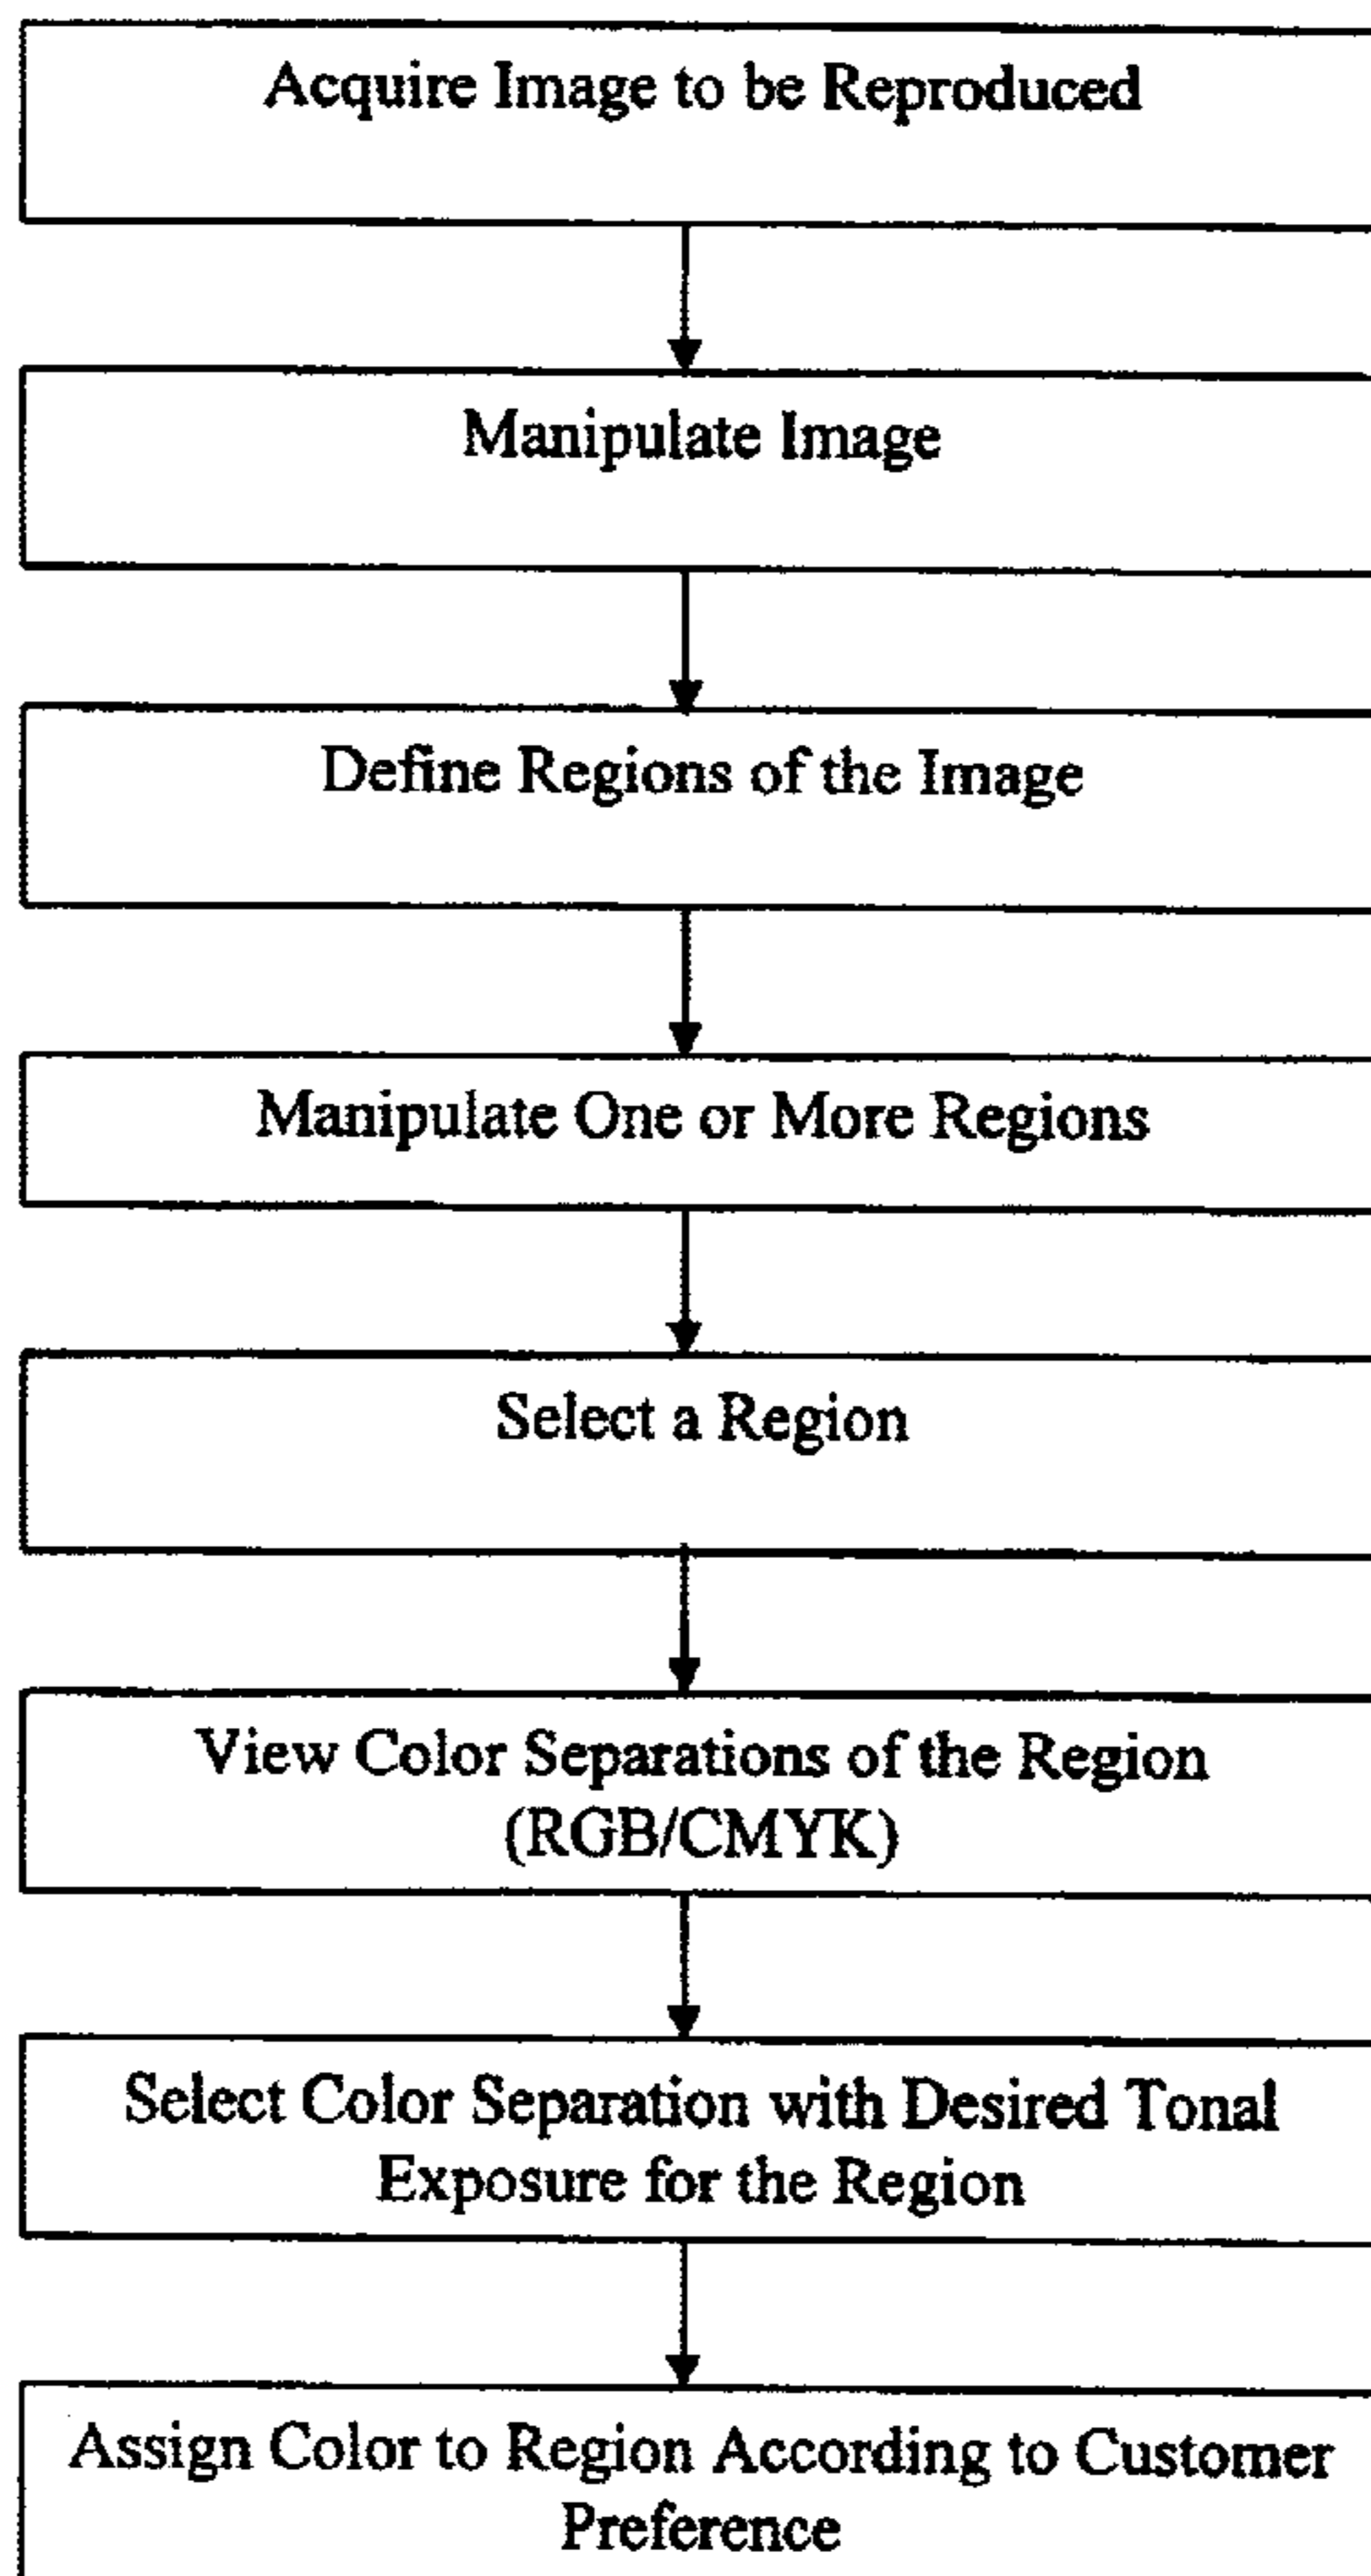 Acquire Image to be Reproduced
Manipulate Image
Define Regions of the Image
Manipulate One or More Regions
Select a Region
View Color Separations of the Region
(RGB/CMYK)
Select Color Separation with Desired Tonal
Exposure for the Region
Assign Color to Region According to Customer
Preference